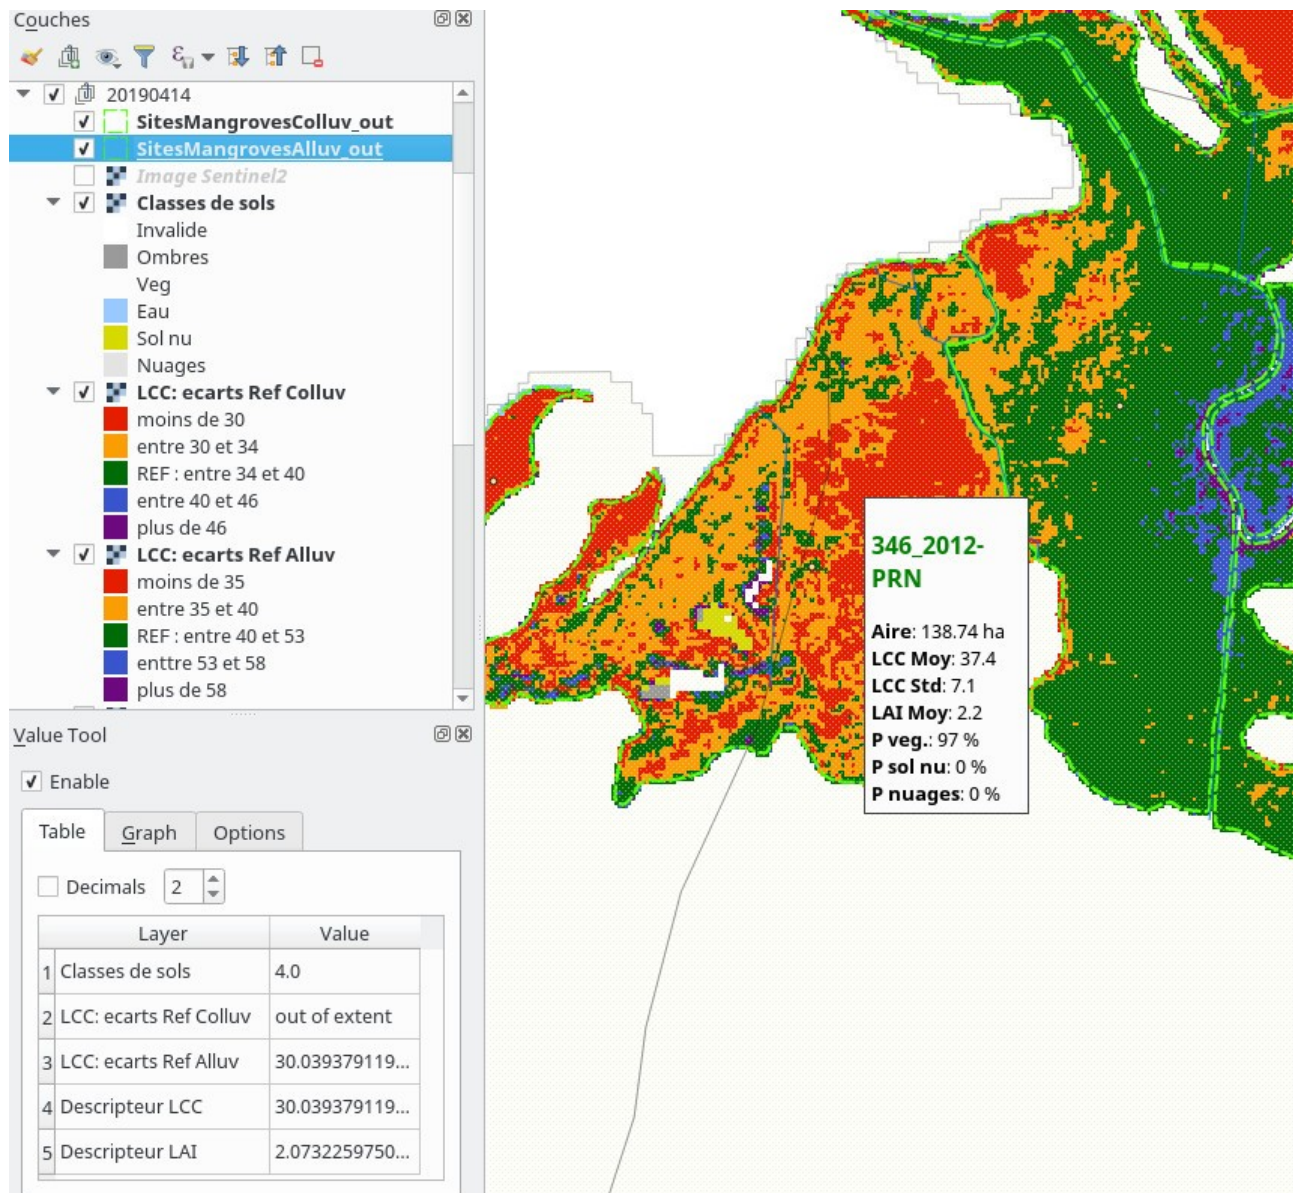 Couches
20190414
SitesMangrovesColluv_out
SitesMangrovesAlluv_out
Image Sentinel2
Classes de sols
Invalide
Ombres
Veg
Eau
Sol nu
Nuages
LCC: ecarts Ref Colluv
moins de 30
entre 30 et 34
REF : entre 34 et 40
entre 40 et 46
plus de 46
LCC: ecarts Ref Alluv
moins de 35
entre 35 et 40
REF : entre 40 et 53
enttre 53 et 58
plus de 58
Value Tool
Enable
Table Graph Options
Decimals 2
Layer Value
1 Classes de sols 4.0
2 LCC: ecarts Ref Colluv out of extent
3 LCC: ecarts Ref Alluv 30.039379119...
4 Descripteur LCC 30.039379119...
5 Descripteur LAI 2.0732259750...
346_2012-
PRN
Aire: 138.74 ha
LCC Moy: 37.4
LCC Std: 7.1
LAI Moy: 2.2
P veg.: 97 %
P sol nu: 0 %
P nuages: 0 %